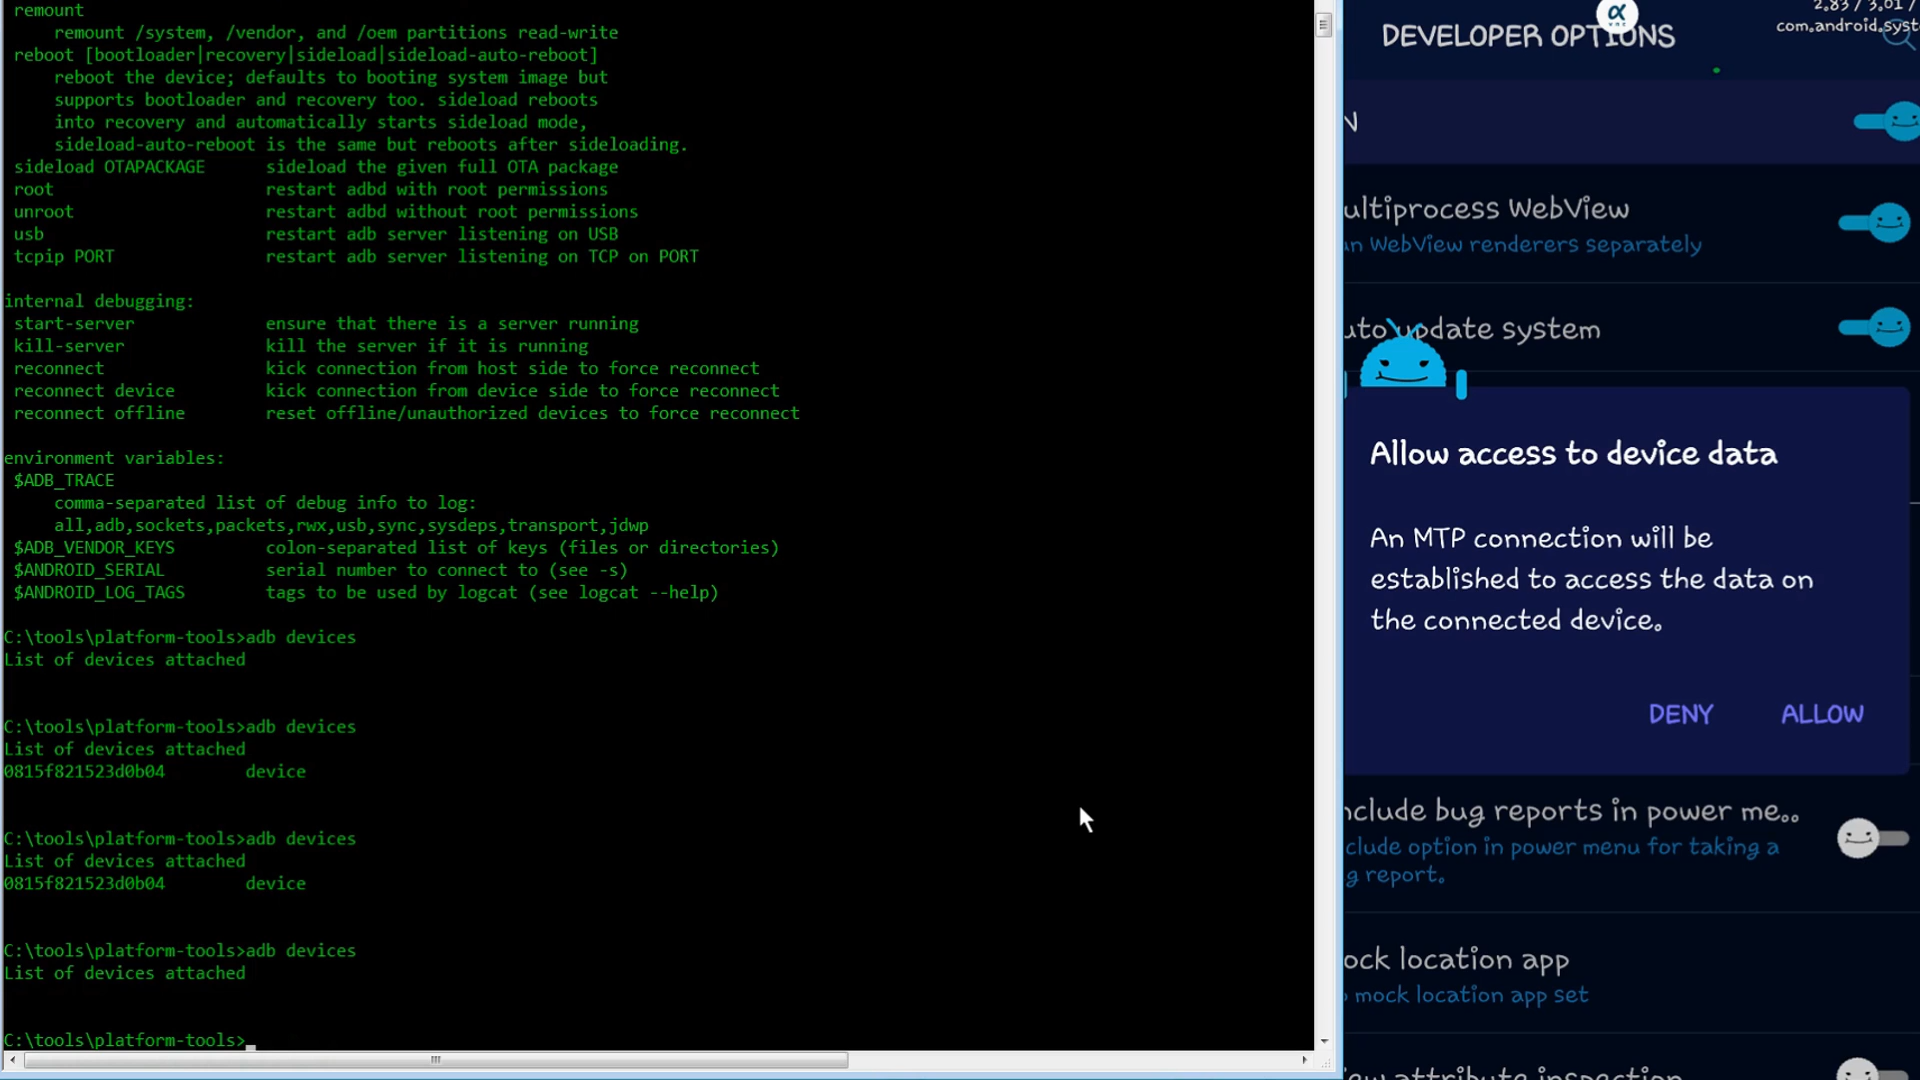 remount
remount /system, /vendor, and /oem partitions read-write
reboot [bootloader|recovery|sideload|sideload-auto-reboot]
reboot the device; defaults to booting system image but
supports bootloader and recovery too. sideload reboots
into recovery and automatically starts sideload mode,
sideload-auto-reboot is the same but reboots after sideloading.
sideload OTAPACKAGE sideload the given full OTA package
root restart adbd with root permissions
unroot restart adbd without root permissions
usb restart adb server listening on USB
tcpip PORT restart adb server listening on TCP on PORT
internal debugging:
start-server ensure that there is a server running
kill-server kill the server if it is running
reconnect kick connection from host side to force reconnect
reconnect device kick connection from device side to force reconnect
reconnect offline reset offline/unauthorized devices to force reconnect
environment variables:
$ADB_TRACE
comma-separated list of debug info to log:
all,adb,sockets,packets,rwx,usb,sync,sysdeps,transport,jdwp
$ADB_VENDOR_KEYS colon-separated list of keys (files or directories)
$ANDROID_SERIAL serial number to connect to (see -s)
$ANDROID_LOG_TAGS tags to be used by logcat (see logcat --help)
C:\tools\platform-tools>adb devices
List of devices attached
C:\tools\platform-tools>adb devices
List of devices attached
0815f821523d0b04 device
C:\tools\platform-tools>adb devices
List of devices attached
0815f821523d0b04 device
C:\tools\platform-tools>adb devices
List of devices attached
C:\tools\platform-tools>_
2.83 / 3.01 /
com.android.syst
DEVELOPER OPTIONS
N
ultiprocess WebView
n WebView renderers separately
uto update system
Allow access to device data
An MTP connection will be
established to access the data on
the connected device.
DENY ALLOW
nclude bug reports in power me..
clude option in power menu for taking a
g report.
ock location app
mock location app set
ew attribute inspection